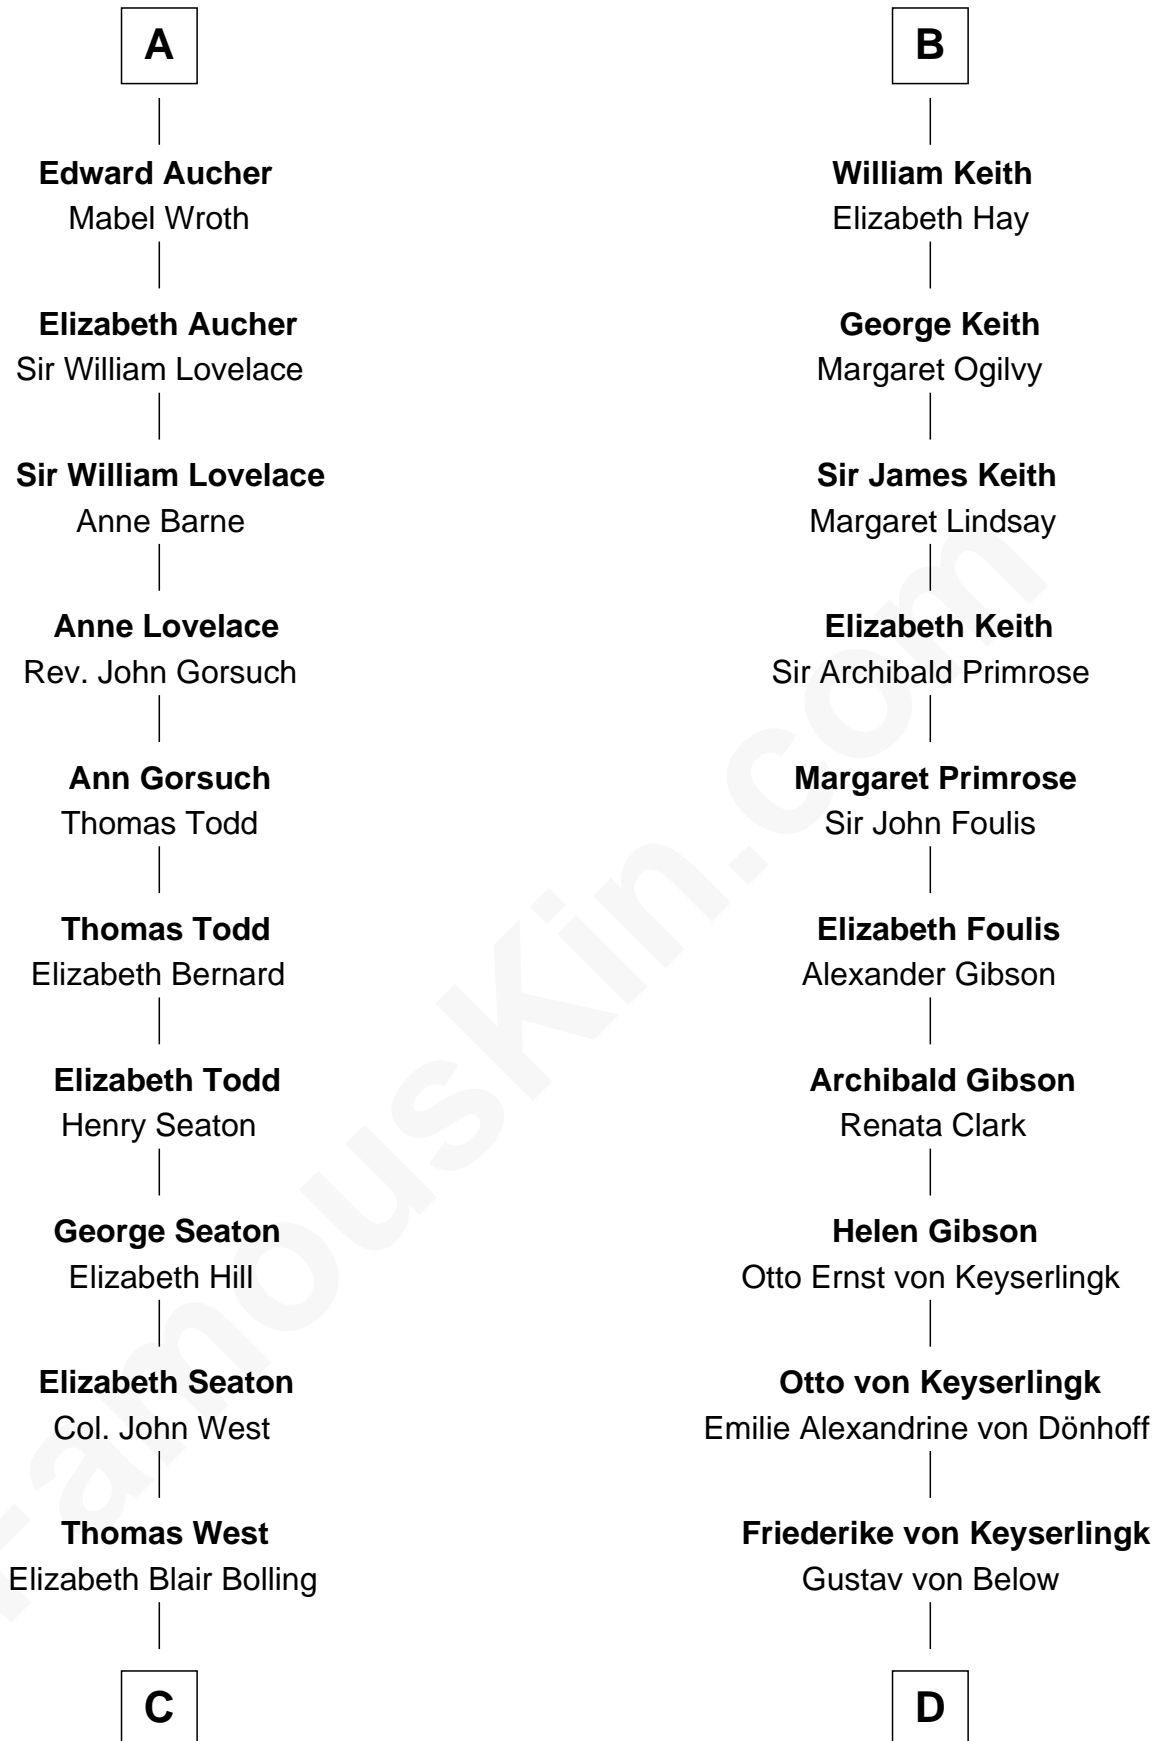 A
Edward Aucher
Mabel Wroth
Elizabeth Aucher
Sir William Lovelace
Sir William Lovelace
Anne Barne
Anne Lovelace
Rev. John Gorsuch
Ann Gorsuch
Thomas Todd
Thomas Todd
Elizabeth Bernard
Elizabeth Todd
Henry Seaton
George Seaton
Elizabeth Hill
Elizabeth Seaton
Col. John West
Thomas West
Elizabeth Blair Bolling
C
B
William Keith
Elizabeth Hay
George Keith
Margaret Ogilvy
Sir James Keith
Margaret Lindsay
Elizabeth Keith
Sir Archibald Primrose
Margaret Primrose
Sir John Foulis
Elizabeth Foulis
Alexander Gibson
Archibald Gibson
Renata Clark
Helen Gibson
Otto Ernst von Keyserlingk
Otto von Keyserlingk
Emilie Alexandrine von Dönhoff
Friederike von Keyserlingk
Gustav von Below
D
FamousKin.com